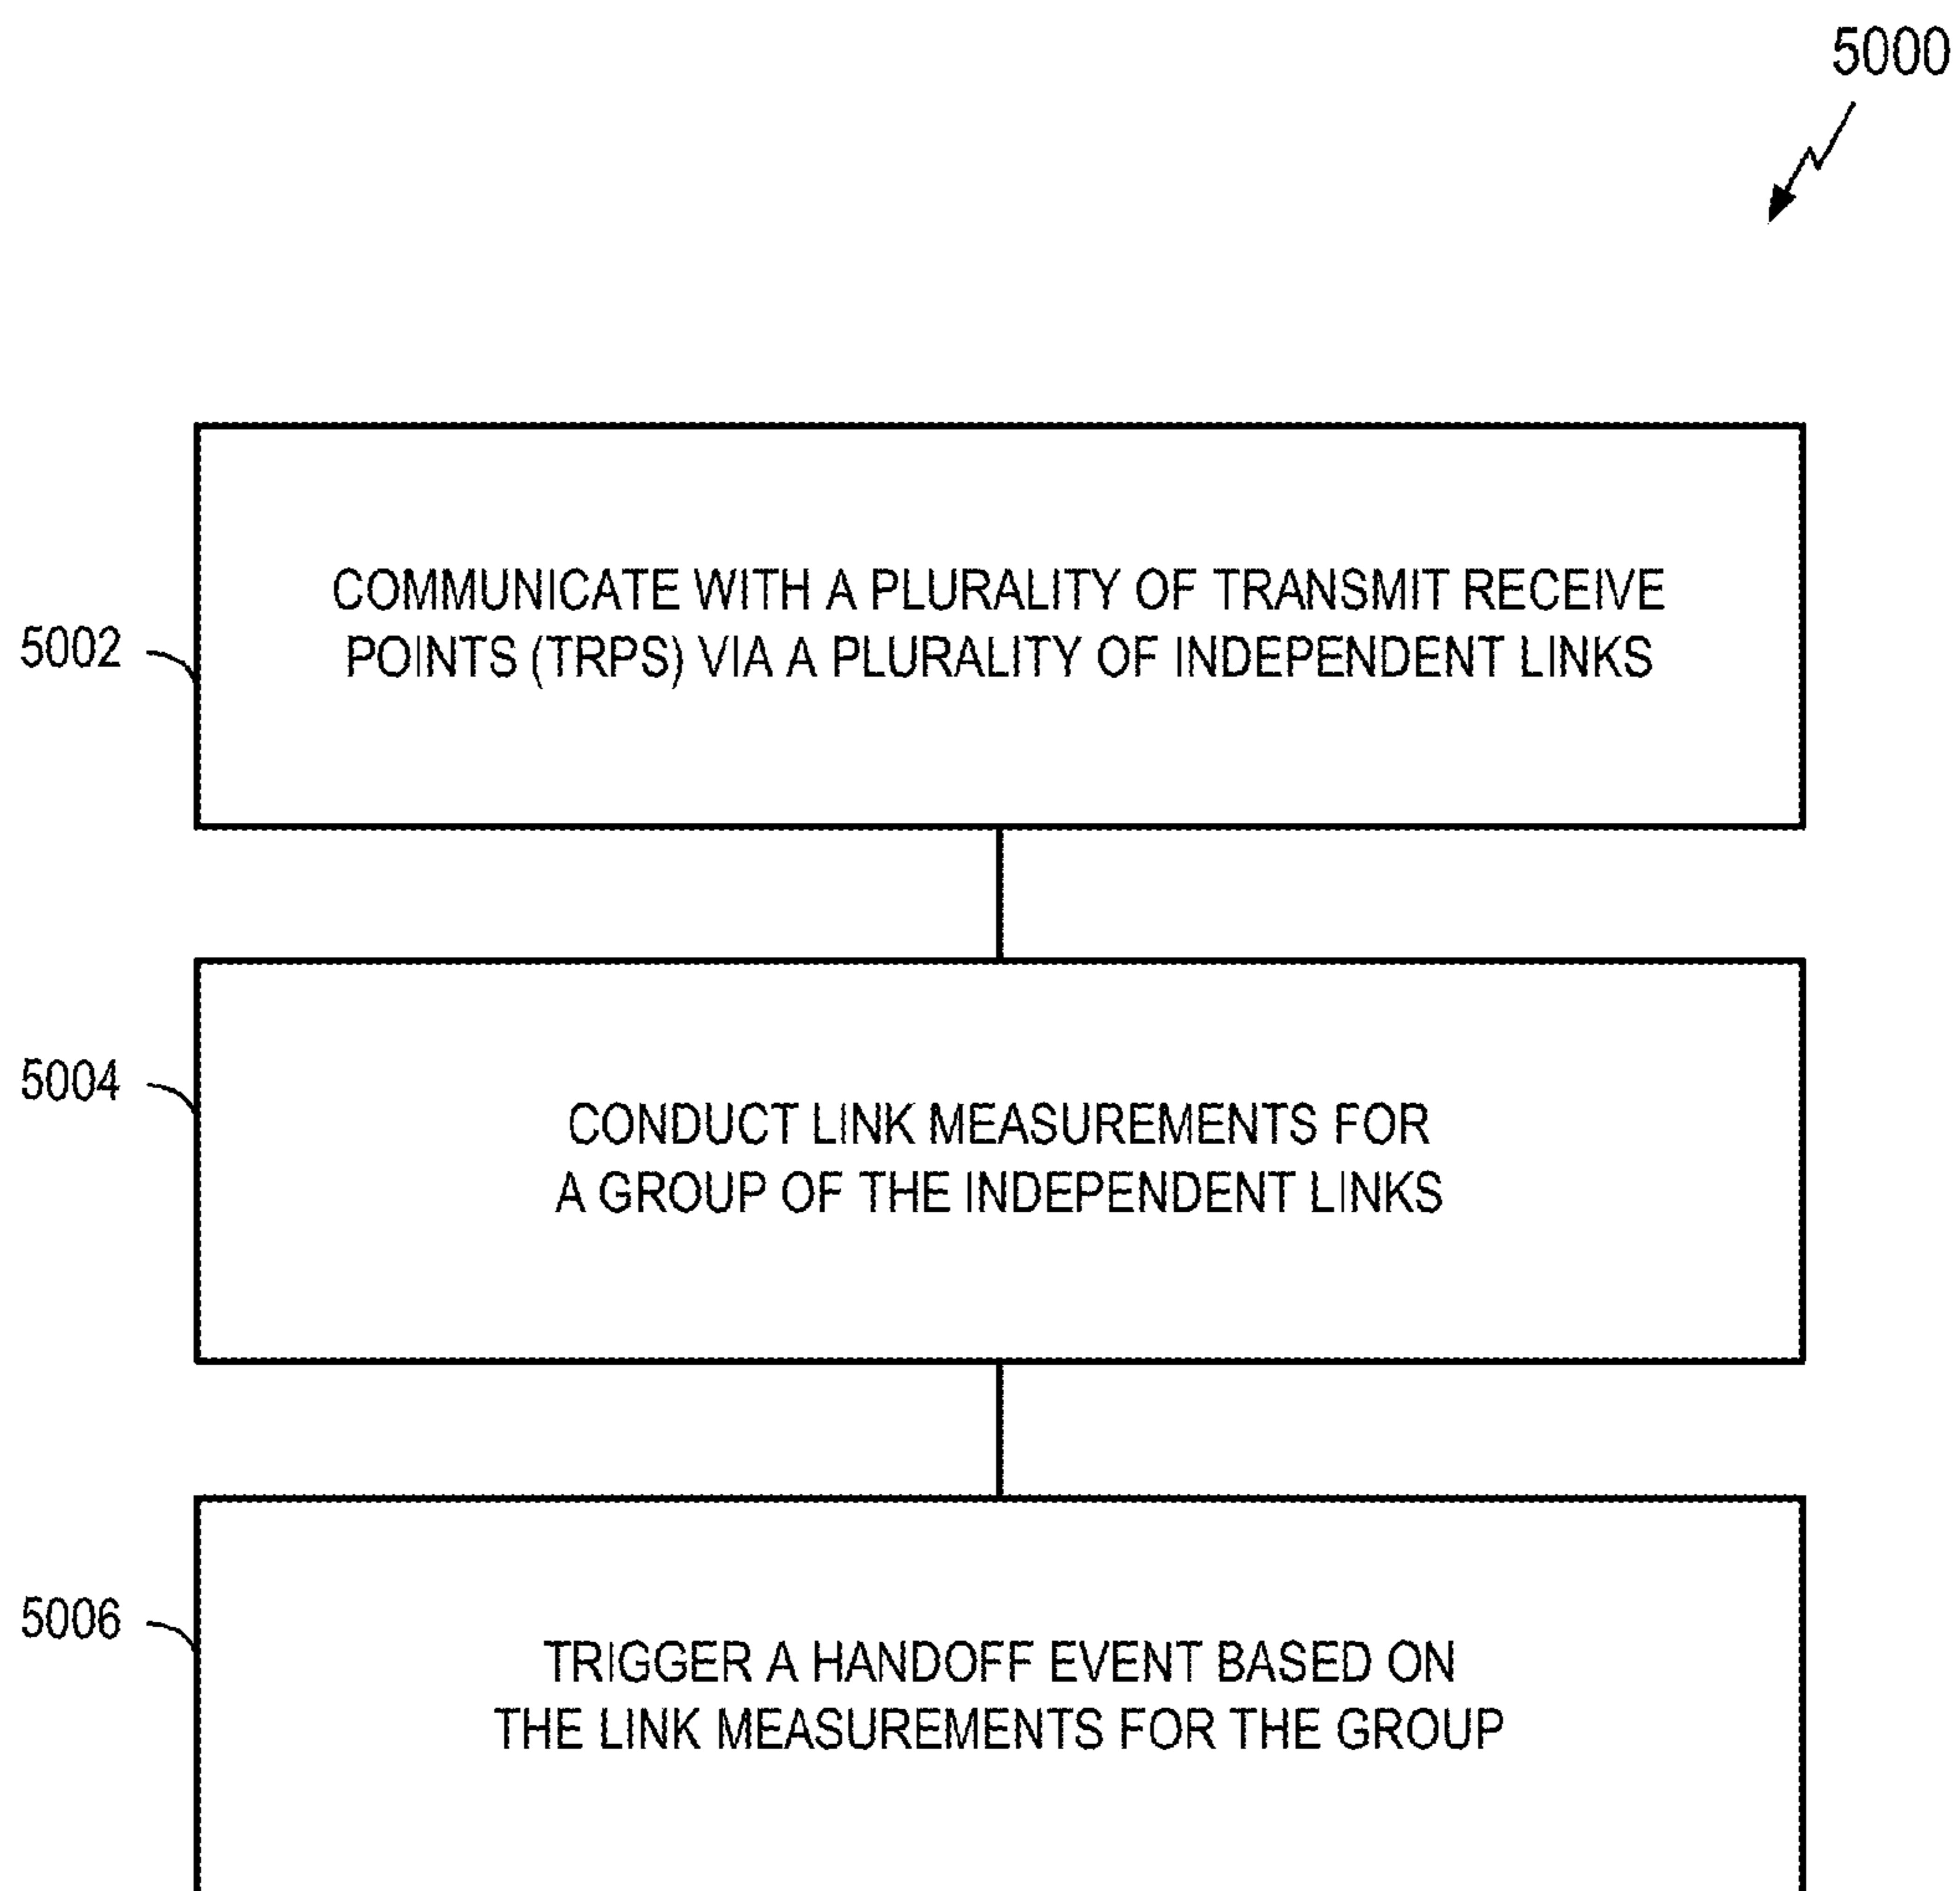 5000
5002
COMMUNICATE WITH A PLURALITY OF TRANSMIT RECEIVE
POINTS (TRPS) VIA A PLURALITY OF INDEPENDENT LINKS
5004
CONDUCT LINK MEASUREMENTS FOR
A GROUP OF THE INDEPENDENT LINKS
5006
TRIGGER A HANDOFF EVENT BASED ON
THE LINK MEASUREMENTS FOR THE GROUP